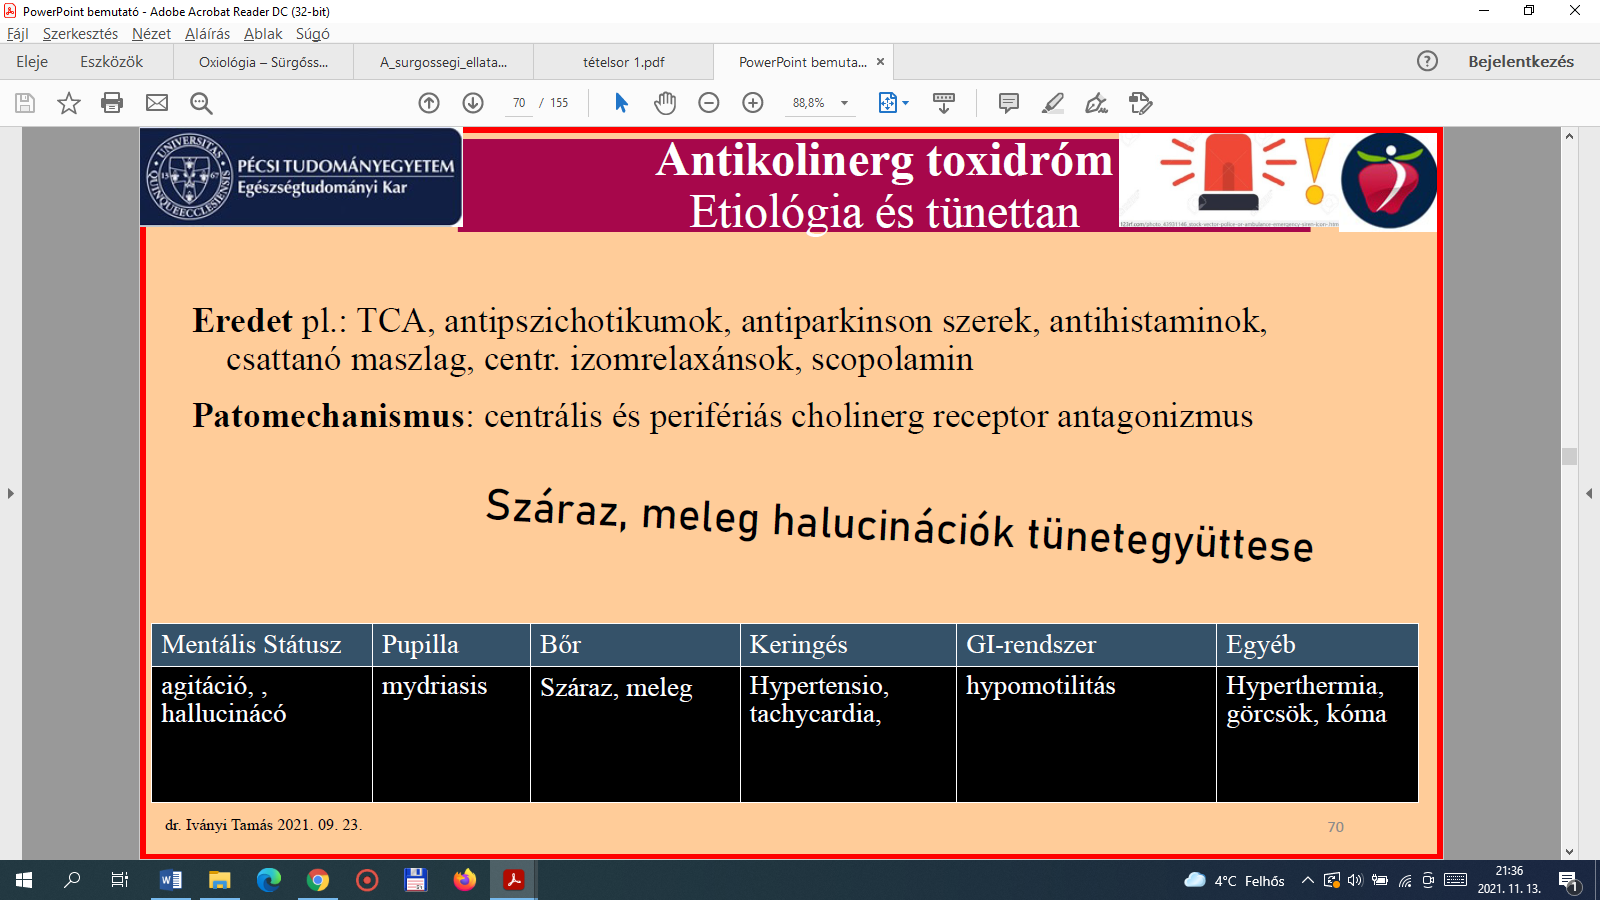 PowerPoint bemutató - Adobe Acrobat Reader DC (32-bit)
Fájl Szerkesztés Nézet Aláírás Ablak Súgó
Eleje Eszközök Oxiológia – Sürgőss... A_surgossegi_ellata... tételsor 1.pdf PowerPoint bemuta... Bejelentkezés
70 / 155 88,8%
UNIVERSITAS QUINQUEECCLESIENSIS
1367
PÉCSI TUDOMÁNYEGYETEM
Egészségtudományi Kar
Antikolinerg toxidróm
Etiológia és tünettan
Eredet pl.: TCA, antipszichotikumok, antiparkinson szerek, antihistaminok,
csattanó maszlag, centr. izomrelaxánsok, scopolamin
Patomechanismus: centrális és perifériás cholinerg receptor antagonizmus
Száraz, meleg halucinációk tünetegyüttese
Mentális Státusz Pupilla Bőr Keringés GI-rendszer Egyéb
agitáció, , mydriasis Száraz, meleg Hypertensio, hypomotilitás Hyperthermia,
hallucinácó tachycardia, görcsök, kóma
dr. Iványi Tamás 2021. 09. 23.
70
4°C Felhős
21:36
2021. 11. 13.
1